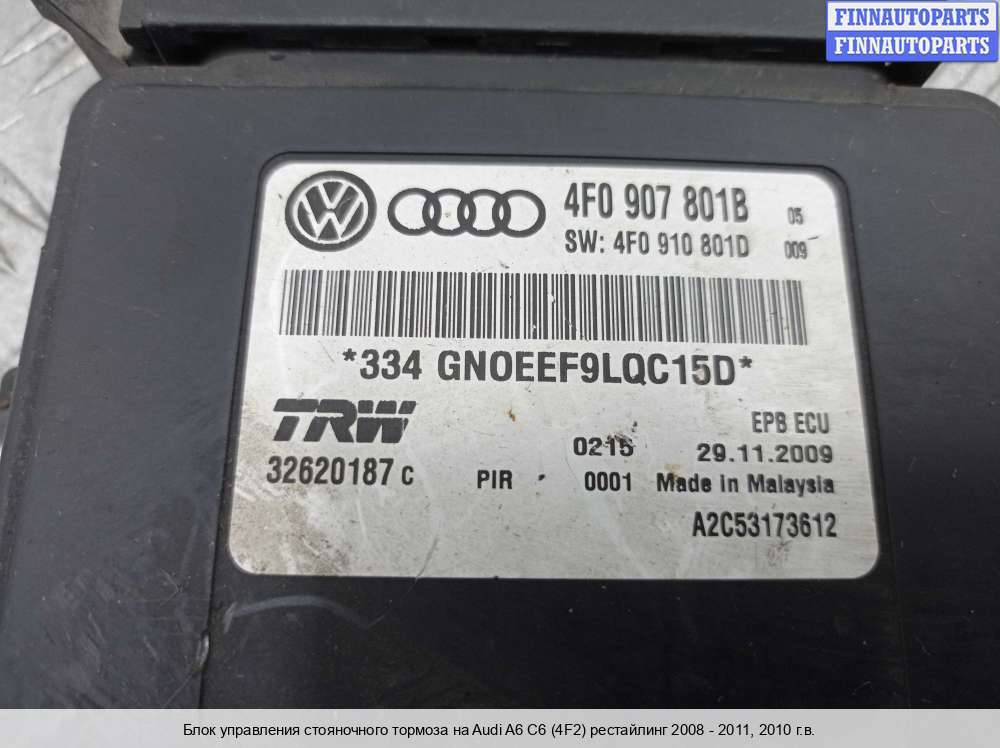 FINNAUTOPARTS
FINNAUTOPARTS
4F0 907 801B 05
SW: 4F0 910 801D 009
*334 GNOEEF9LQC15D*
TRW
EPB ECU
0215 29.11.2009
32620187 C PIR 0001 Made in Malaysia
A2C53173612
Блок управления стояночного тормоза на Audi A6 C6 (4F2) рестайлинг 2008 - 2011, 2010 г.в.